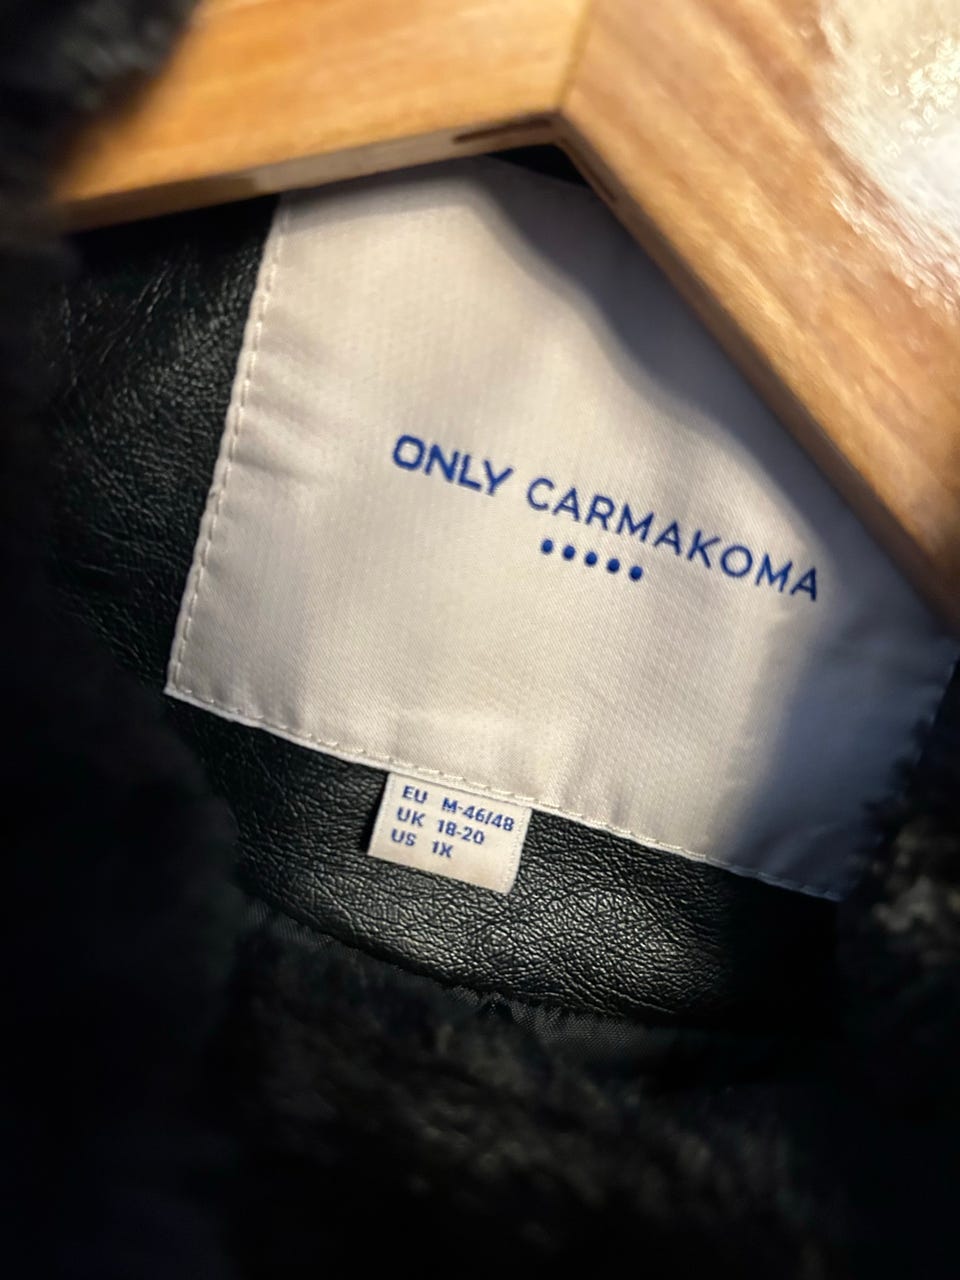 ONLY CARMAKOMA
EU M-46/48
UK 18-20
US 1X